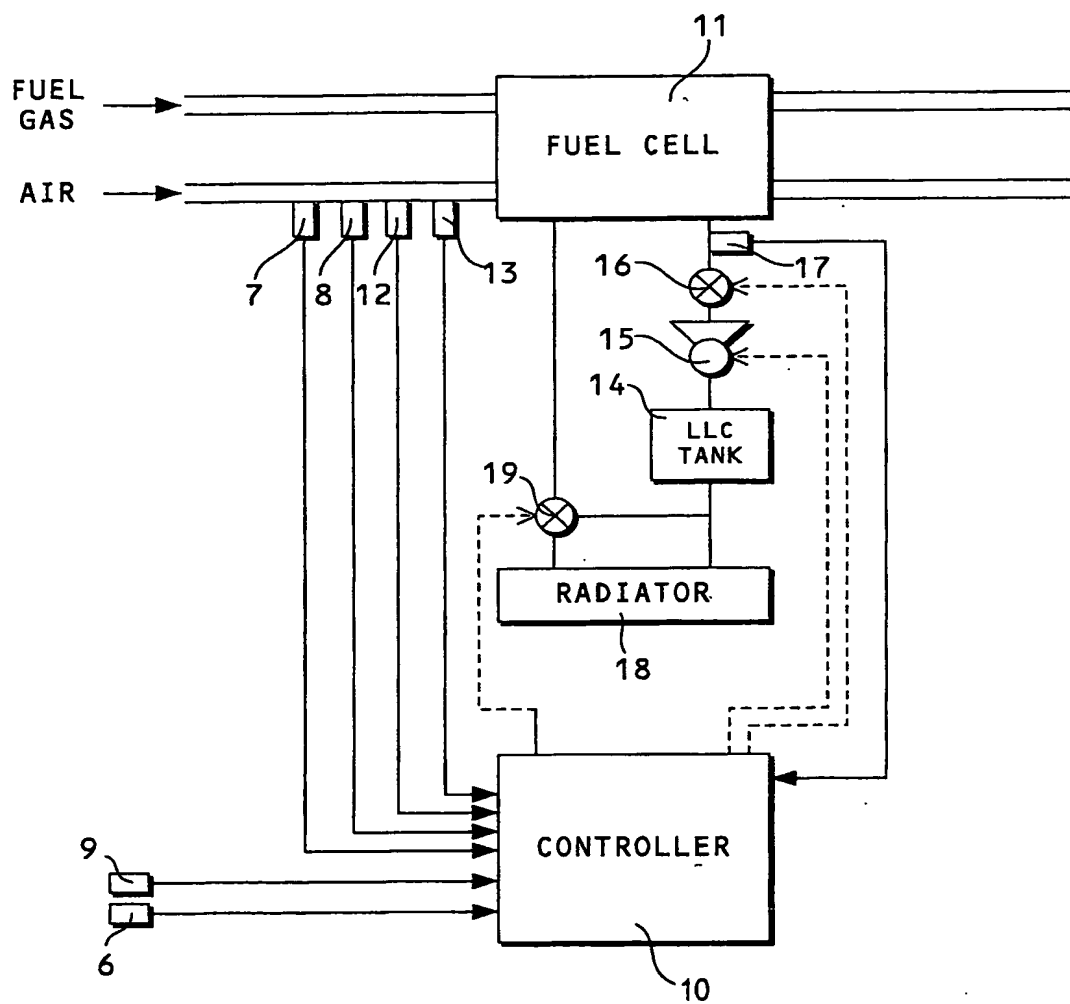 11
FUEL
GAS
FUEL CELL
AIR
7
8
12
13
16
17
15
14
LLC
TANK
19
RADIATOR
18
CONTROLLER
9
6
10